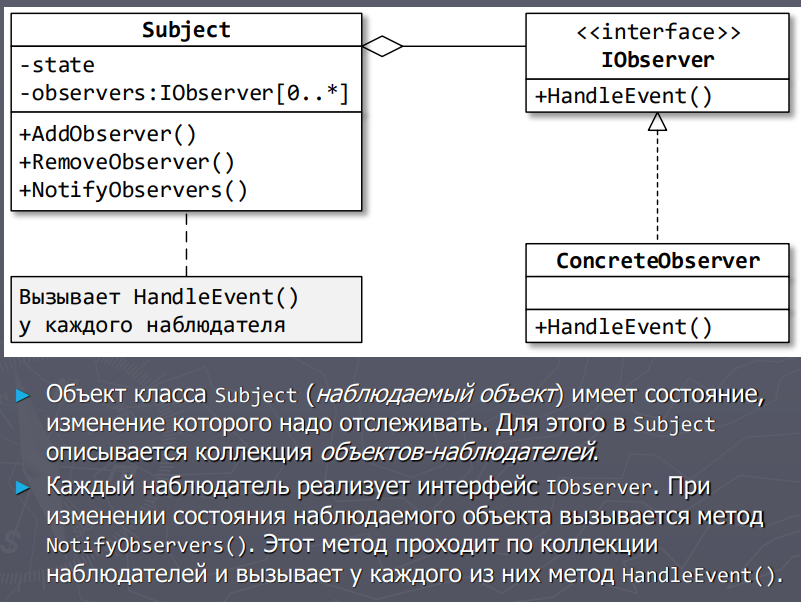 Subject
-state
-observers:IObserver[0..*]
+AddObserver()
+RemoveObserver()
+NotifyObservers()
Вызывает HandleEvent()
у каждого наблюдателя
<<interface>>
IObserver
+HandleEvent()
ConcreteObserver
+HandleEvent()
Объект класса Subject (наблюдаемый объект) имеет состояние,
изменение которого надо отслеживать. Для этого в Subject
описывается коллекция объектов-наблюдателей.
Каждый наблюдатель реализует интерфейс IObserver. При
изменении состояния наблюдаемого объекта вызывается метод
NotifyObservers(). Этот метод проходит по коллекции
наблюдателей и вызывает у каждого из них метод HandleEvent().